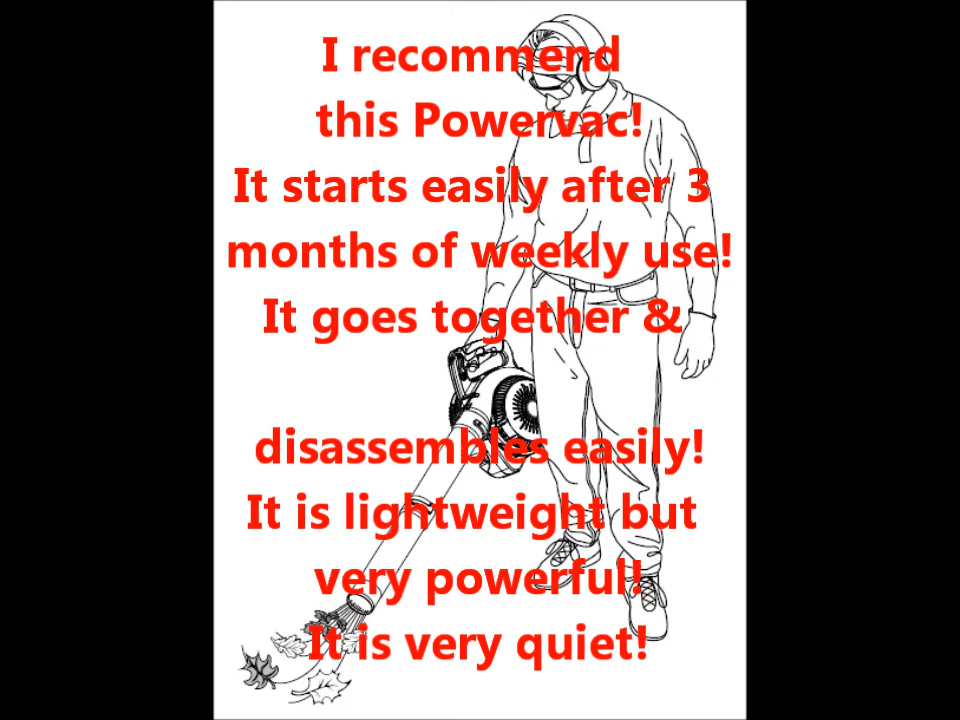 I recommend
this Powervac!
It starts easily after 3
months of weekly use!
It goes together &
disassembles easily!
It is lightweight but
very powerful!
It is very quiet!